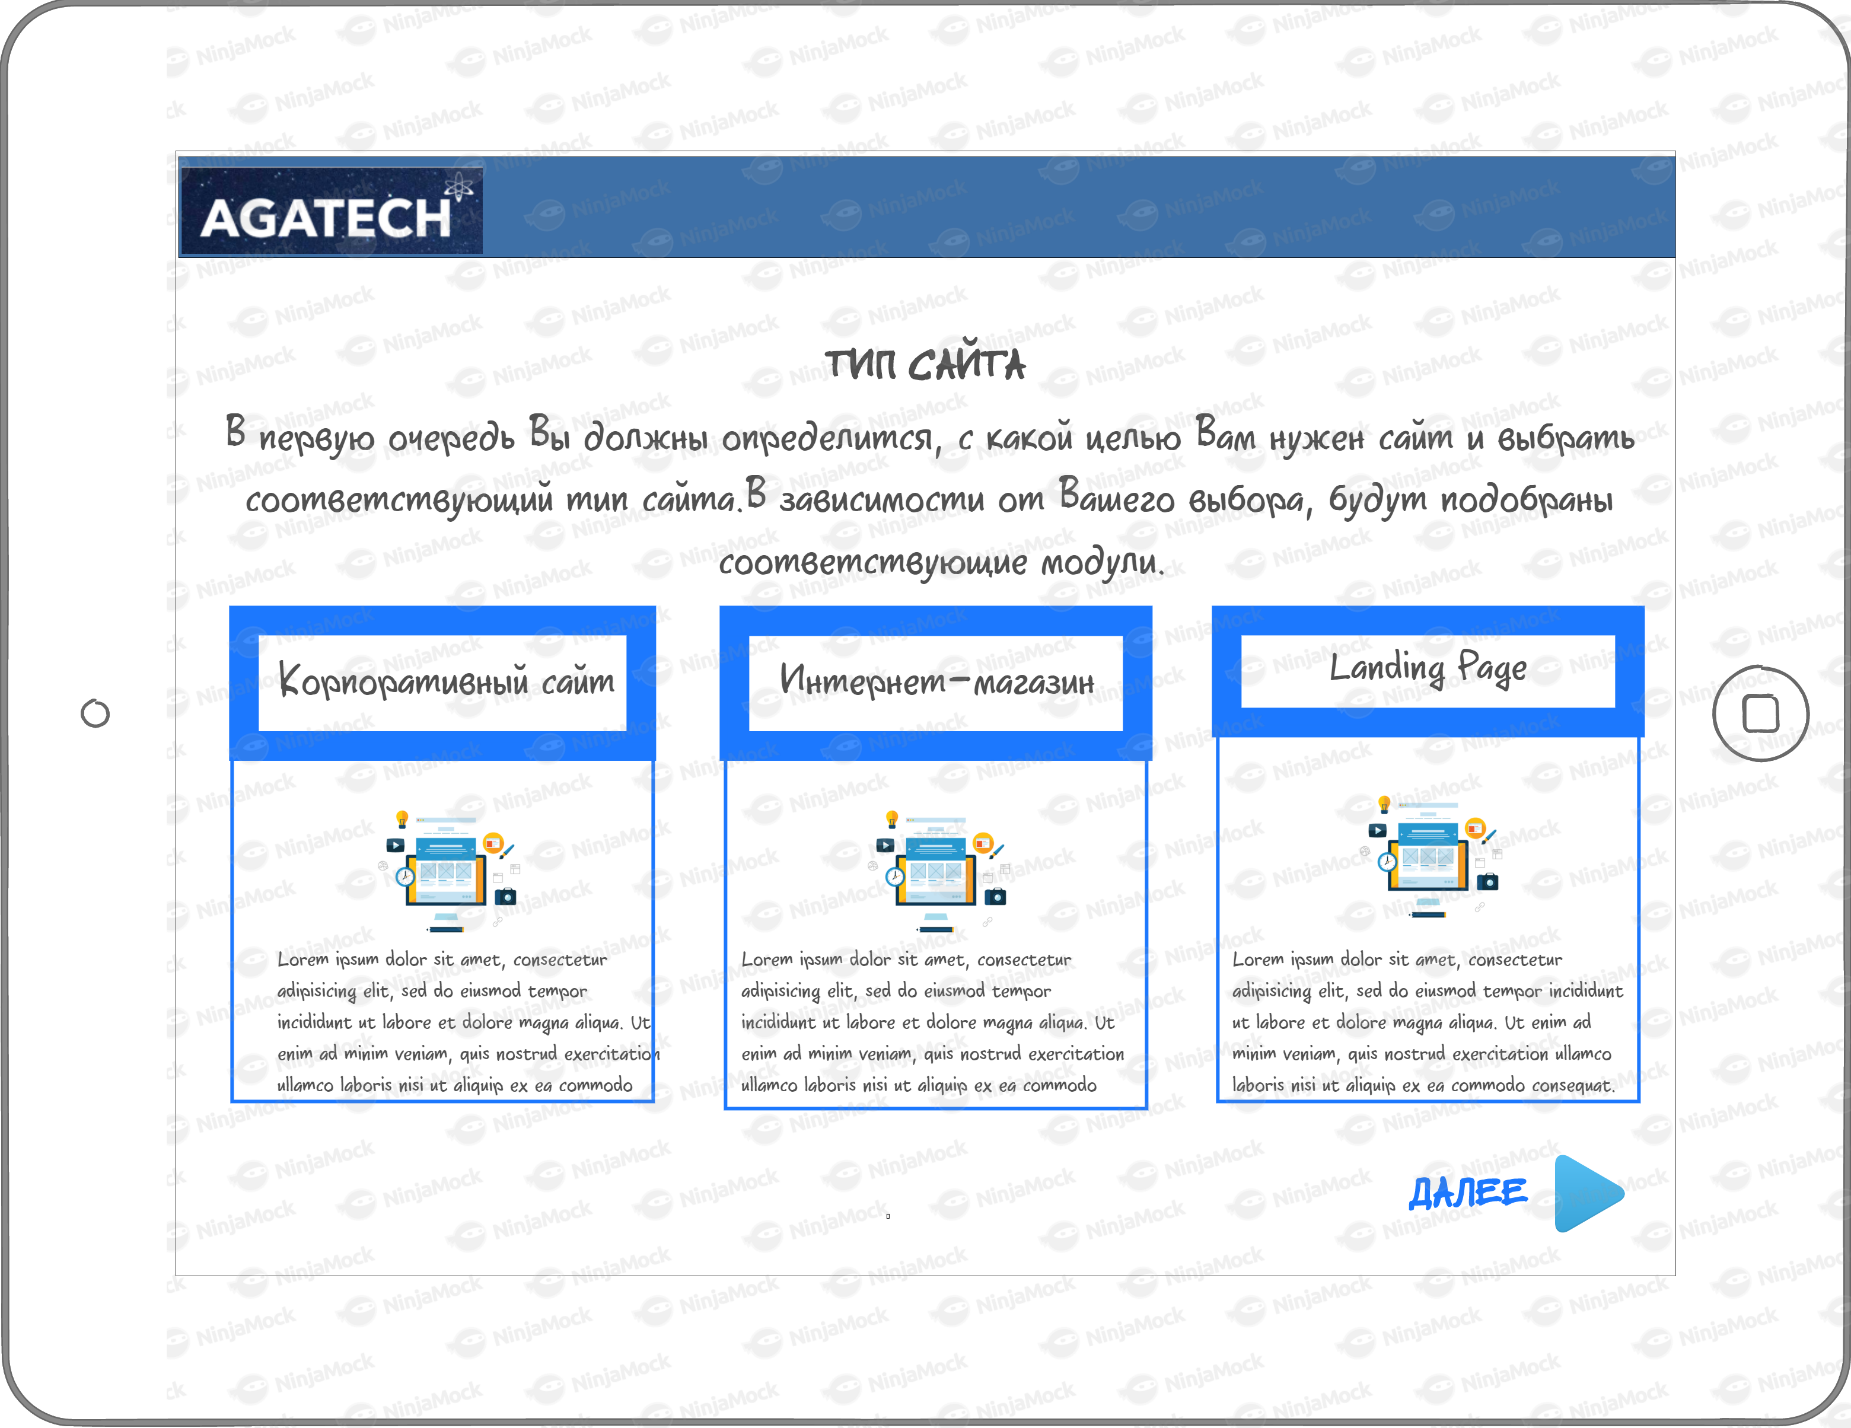 AGATECH
ТИП САЙТА
В первую очередь Вы должны определится, с какой целью Вам нужен сайт и выбрать
соответствующий тип сайта.В зависимости от Вашего выбора, будут подобраны
соответствующие модули.
Корпоративный сайт
Интернет-магазин
Landing Page
Lorem ipsum dolor sit amet, consectetur
adipisicing elit, sed do eiusmod tempor
incididunt ut labore et dolore magna aliqua. Ut
enim ad minim veniam, quis nostrud exercitation
ullamco laboris nisi ut aliquip ex ea commodo
Lorem ipsum dolor sit amet, consectetur
adipisicing elit, sed do eiusmod tempor
incididunt ut labore et dolore magna aliqua. Ut
enim ad minim veniam, quis nostrud exercitation
ullamco laboris nisi ut aliquip ex ea commodo
Lorem ipsum dolor sit amet, consectetur
adipisicing elit, sed do eiusmod tempor incididunt
ut labore et dolore magna aliqua. Ut enim ad
minim veniam, quis nostrud exercitation ullamco
laboris nisi ut aliquip ex ea commodo consequat.
ДАЛЕЕ
NinjaMock